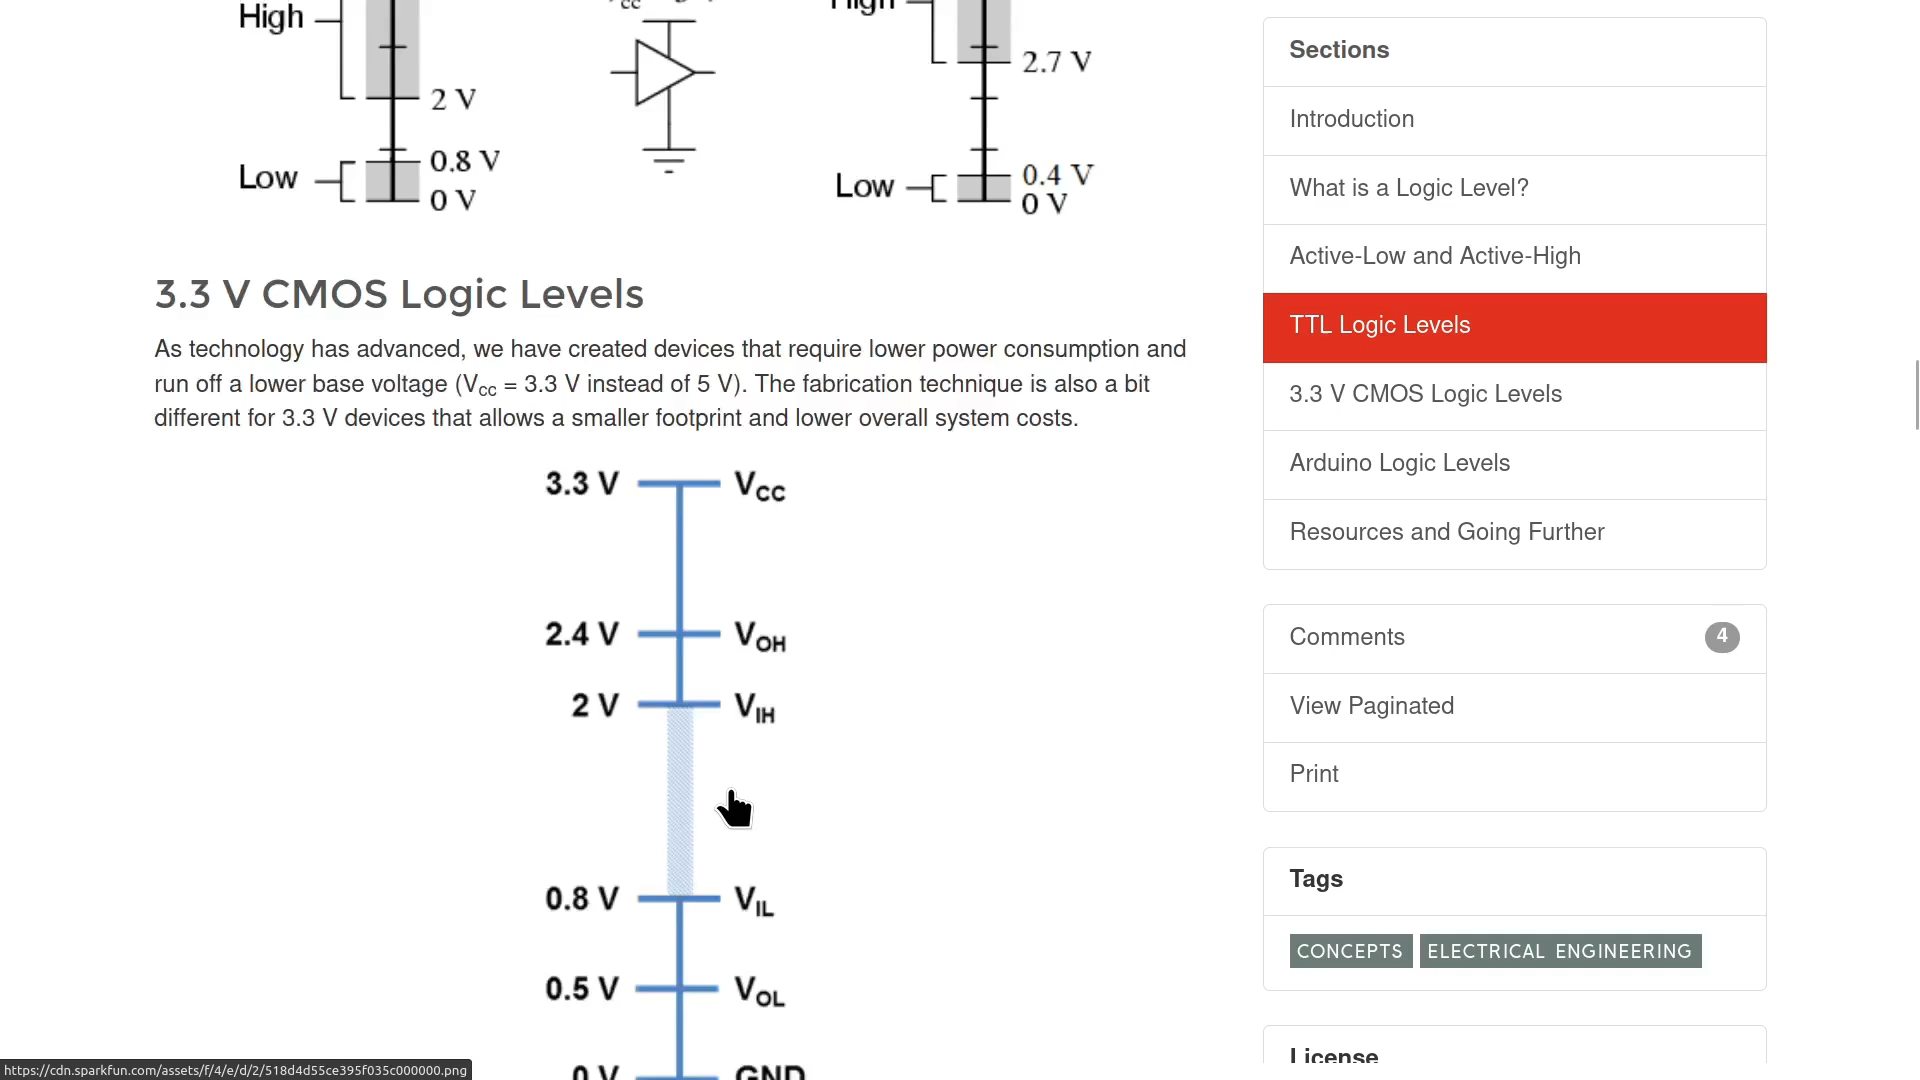 High
2 V
Low
0.8 V
0 V
cc
High
2.7 V
Low
0.4 V
0 V
3.3 V CMOS Logic Levels
As technology has advanced, we have created devices that require lower power consumption and
run off a lower base voltage (Vcc = 3.3 V instead of 5 V). The fabrication technique is also a bit
different for 3.3 V devices that allows a smaller footprint and lower overall system costs.
3.3 V VCC
2.4 V VOH
2 V VIH
0.8 V VIL
0.5 V VOL
0 V GND
Sections
Introduction
What is a Logic Level?
Active-Low and Active-High
TTL Logic Levels
3.3 V CMOS Logic Levels
Arduino Logic Levels
Resources and Going Further
Comments 4
View Paginated
Print
Tags
CONCEPTS ELECTRICAL ENGINEERING
License
https://cdn.sparkfun.com/assets/f/4/e/d/2/518d4d55ce395f035c000000.png